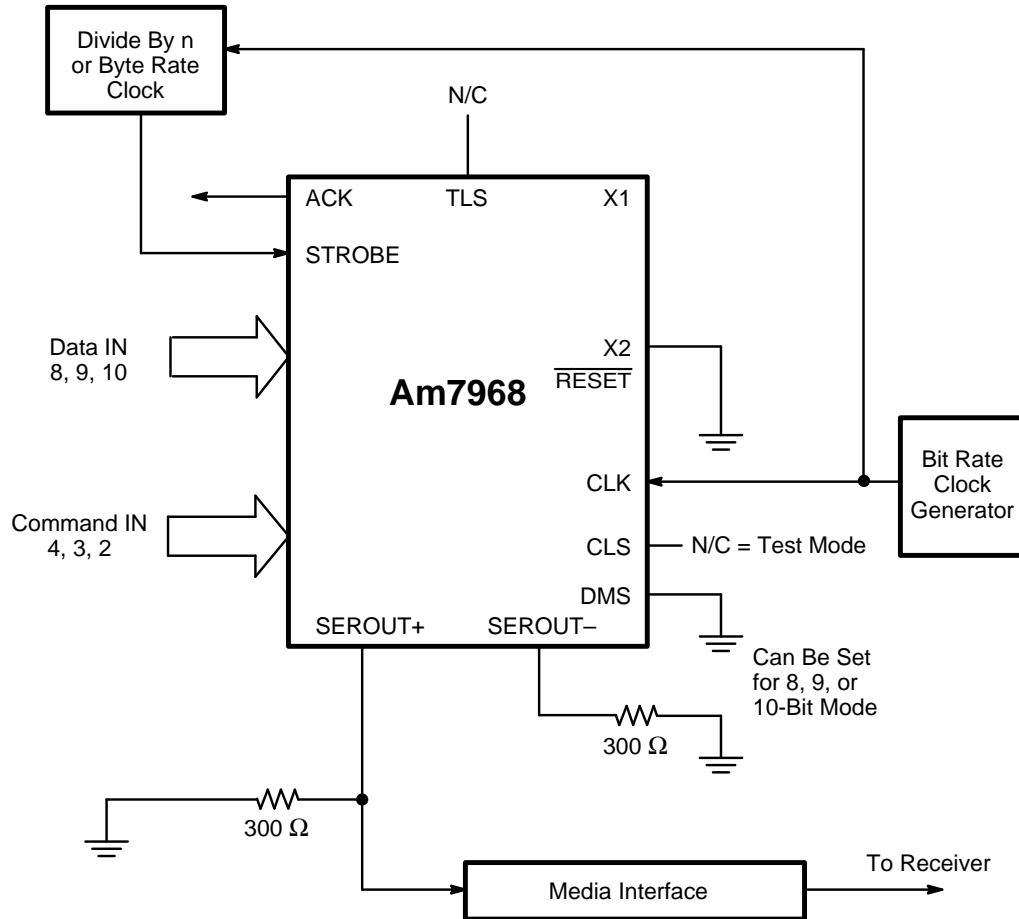 Divide By n
or Byte Rate
Clock
N/C
ACK
TLS
X1
STROBE
Data IN
8, 9, 10
X2
RESET
Am7968
Bit Rate
Clock
Generator
CLK
Command IN
4, 3, 2
CLS
N/C = Test Mode
DMS
SEROUT+
SEROUT–
Can Be Set
for 8, 9, or
10-Bit Mode
300 Ω
300 Ω
To Receiver
Media Interface